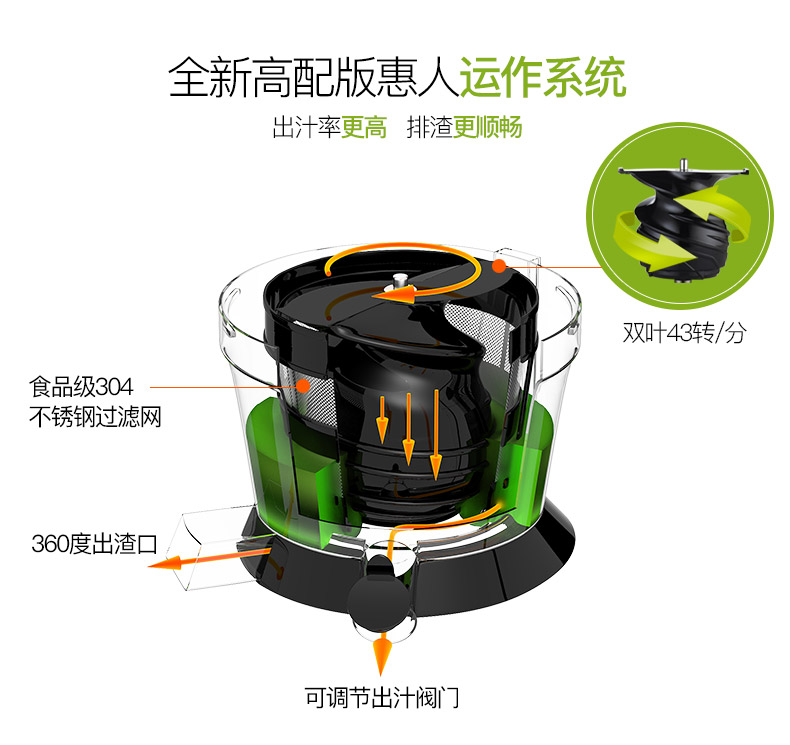 全新高配版惠人运作系统
出汁率更高 排渣更顺畅
双叶43转/分
食品级304
不锈钢过滤网
360度出渣口
可调节出汁阀门